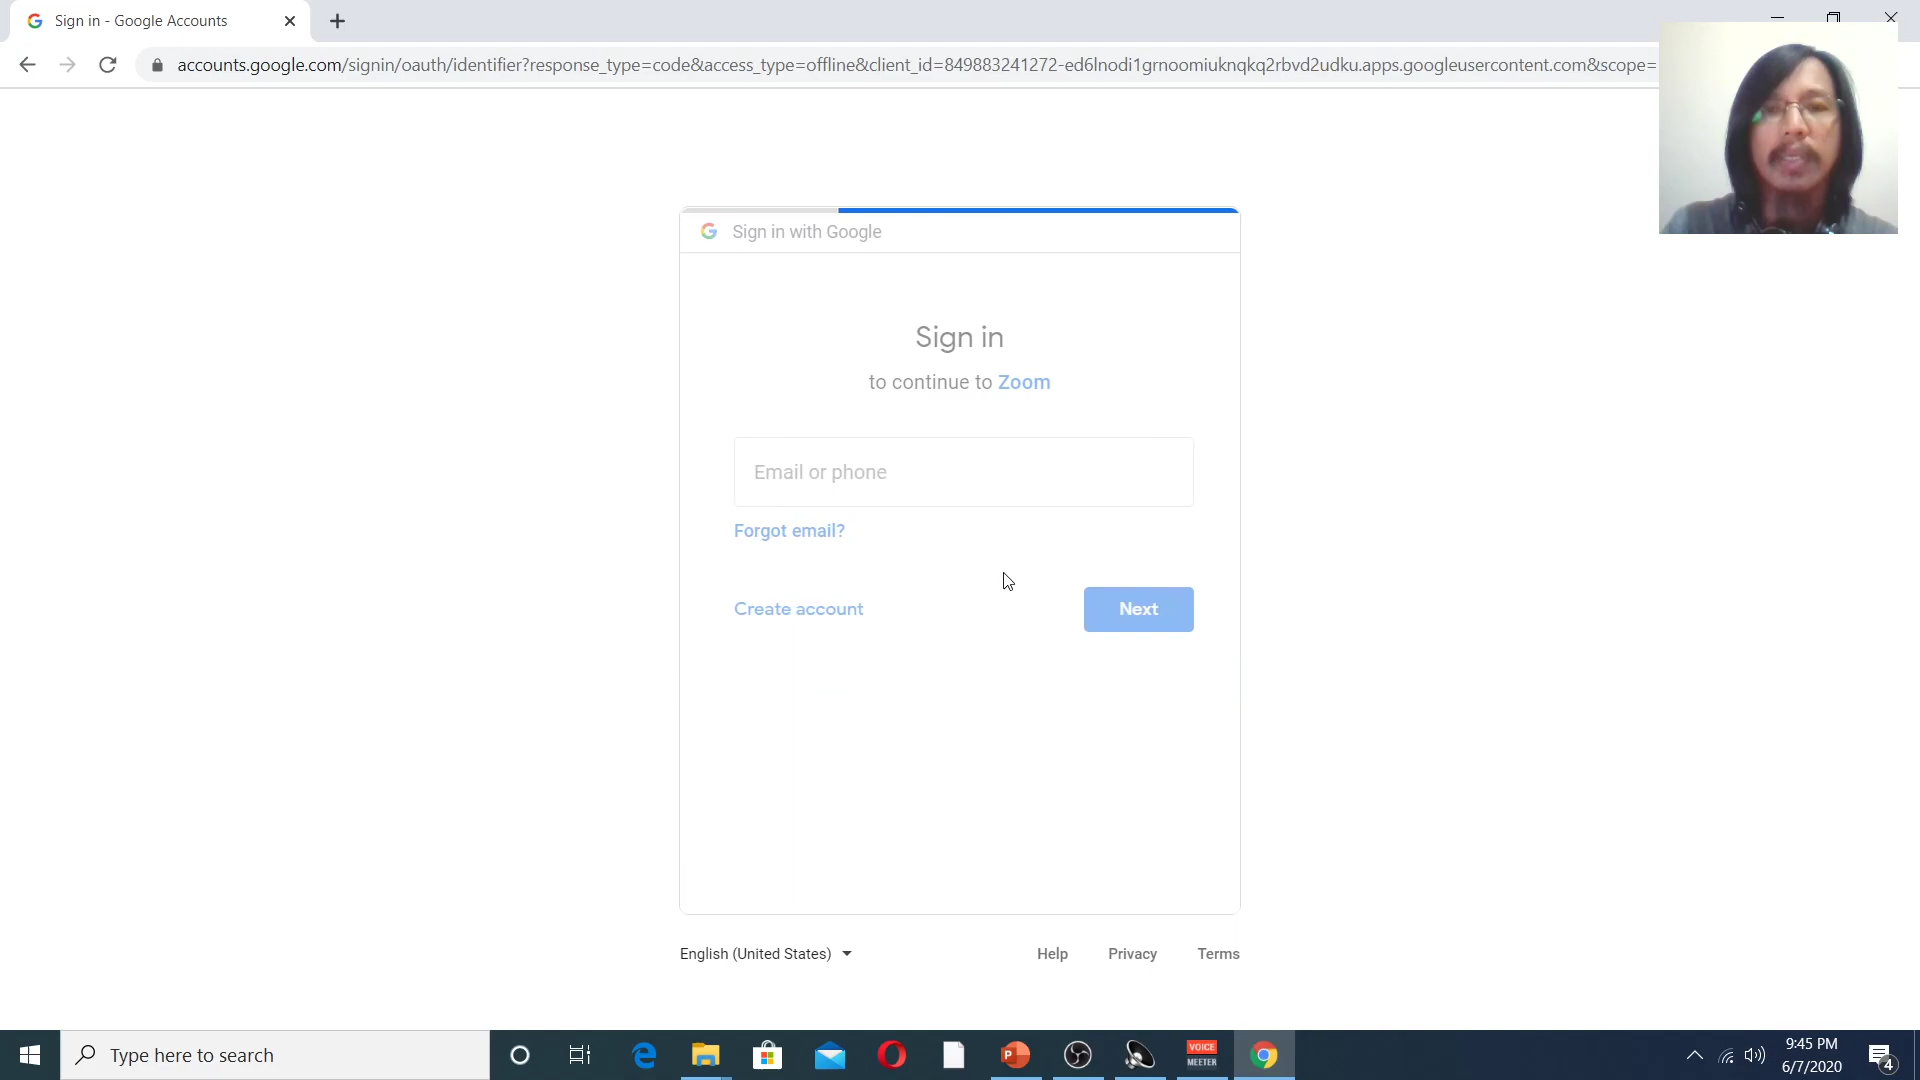 Sign in - Google Accounts
accounts.google.com/signin/oauth/identifier?response_type=code&access_type=offline&client_id=849883241272-ed6lnodi1grnoomiuknqkq2rbvd2udku.apps.googleusercontent.com&scope=
Sign in with Google
Sign in
to continue to Zoom
Email or phone
Forgot email?
Create account
Next
English (United States)
Help Privacy Terms
Type here to search
P
VOICE
MEETER
9:45 PM
6/7/2020
4